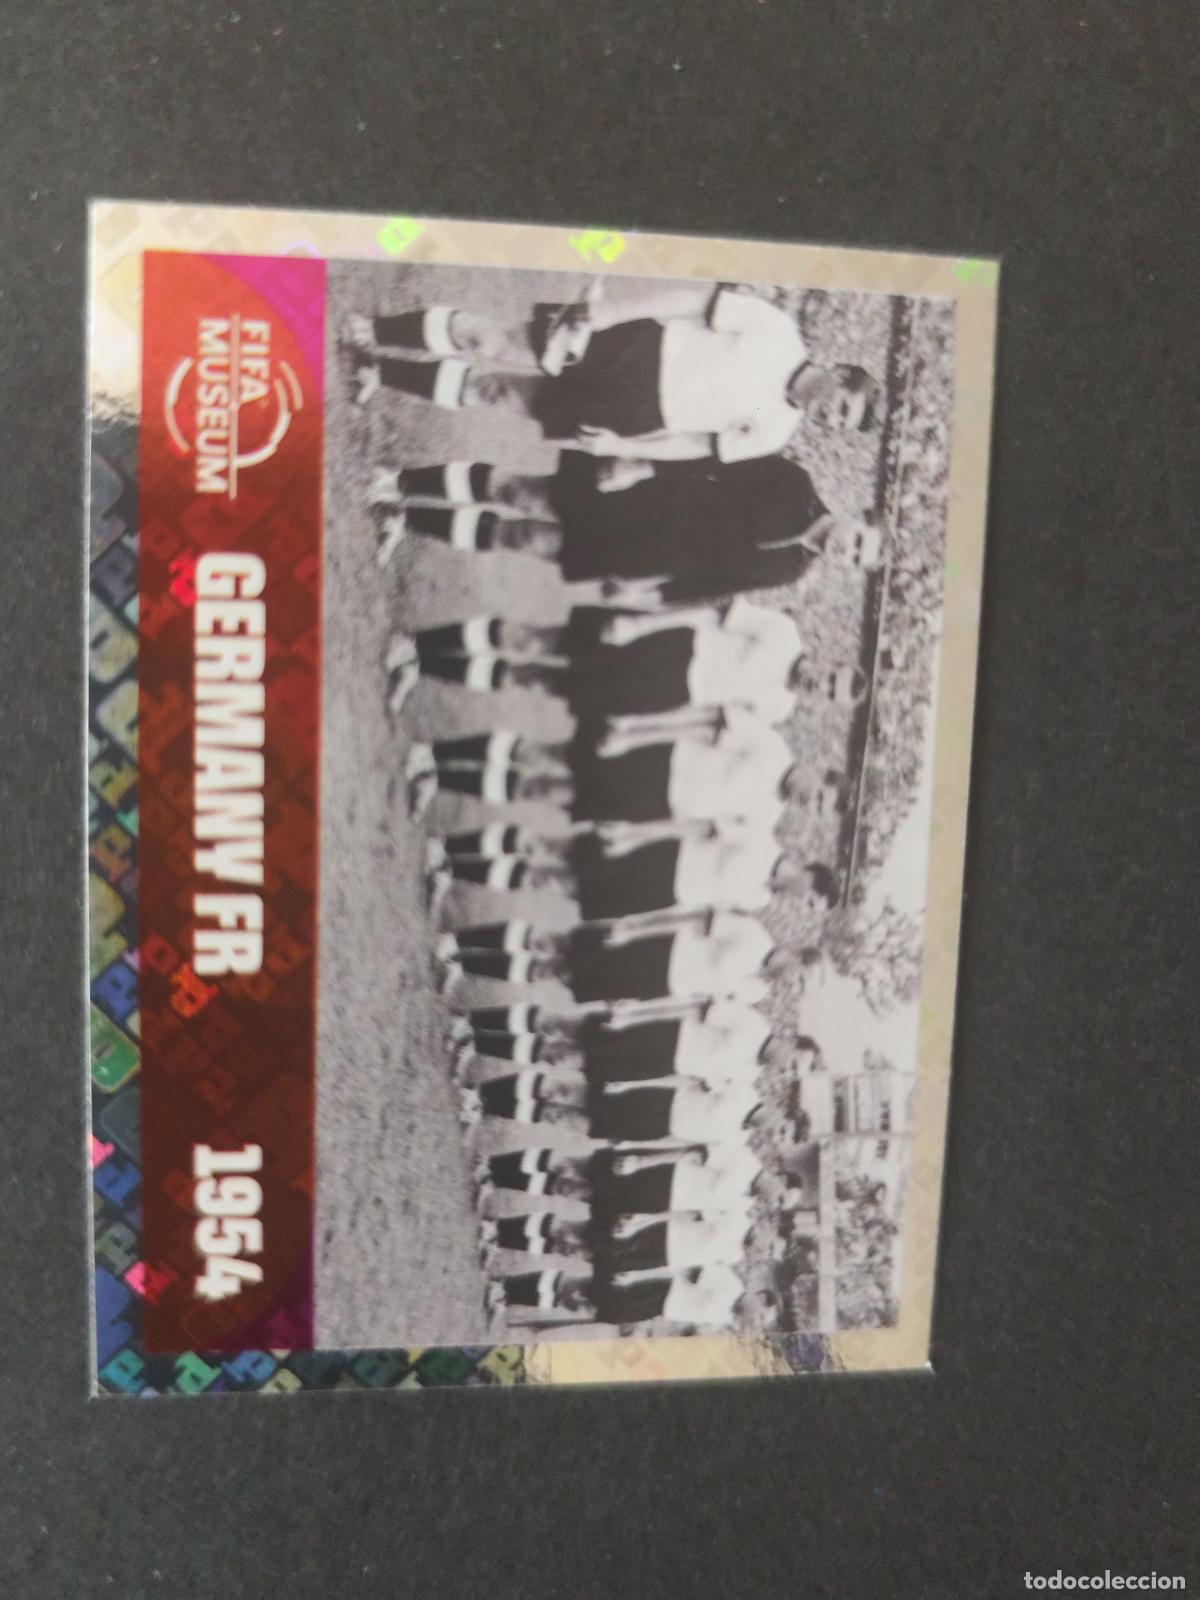 FIFA
MUSEUM
GERMANY FR
1954
todocoleccion